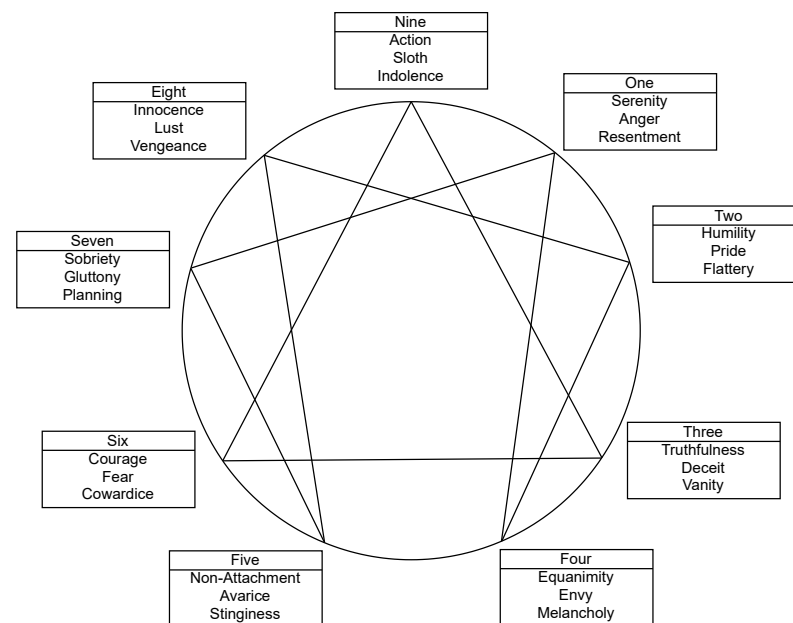 Nine
Action
Sloth
Indolence
One
Serenity
Anger
Resentment
Two
Humility
Pride
Flattery
Three
Truthfulness
Deceit
Vanity
Four
Equanimity
Envy
Melancholy
Five
Non-Attachment
Avarice
Stinginess
Six
Courage
Fear
Cowardice
Seven
Sobriety
Gluttony
Planning
Eight
Innocence
Lust
Vengeance